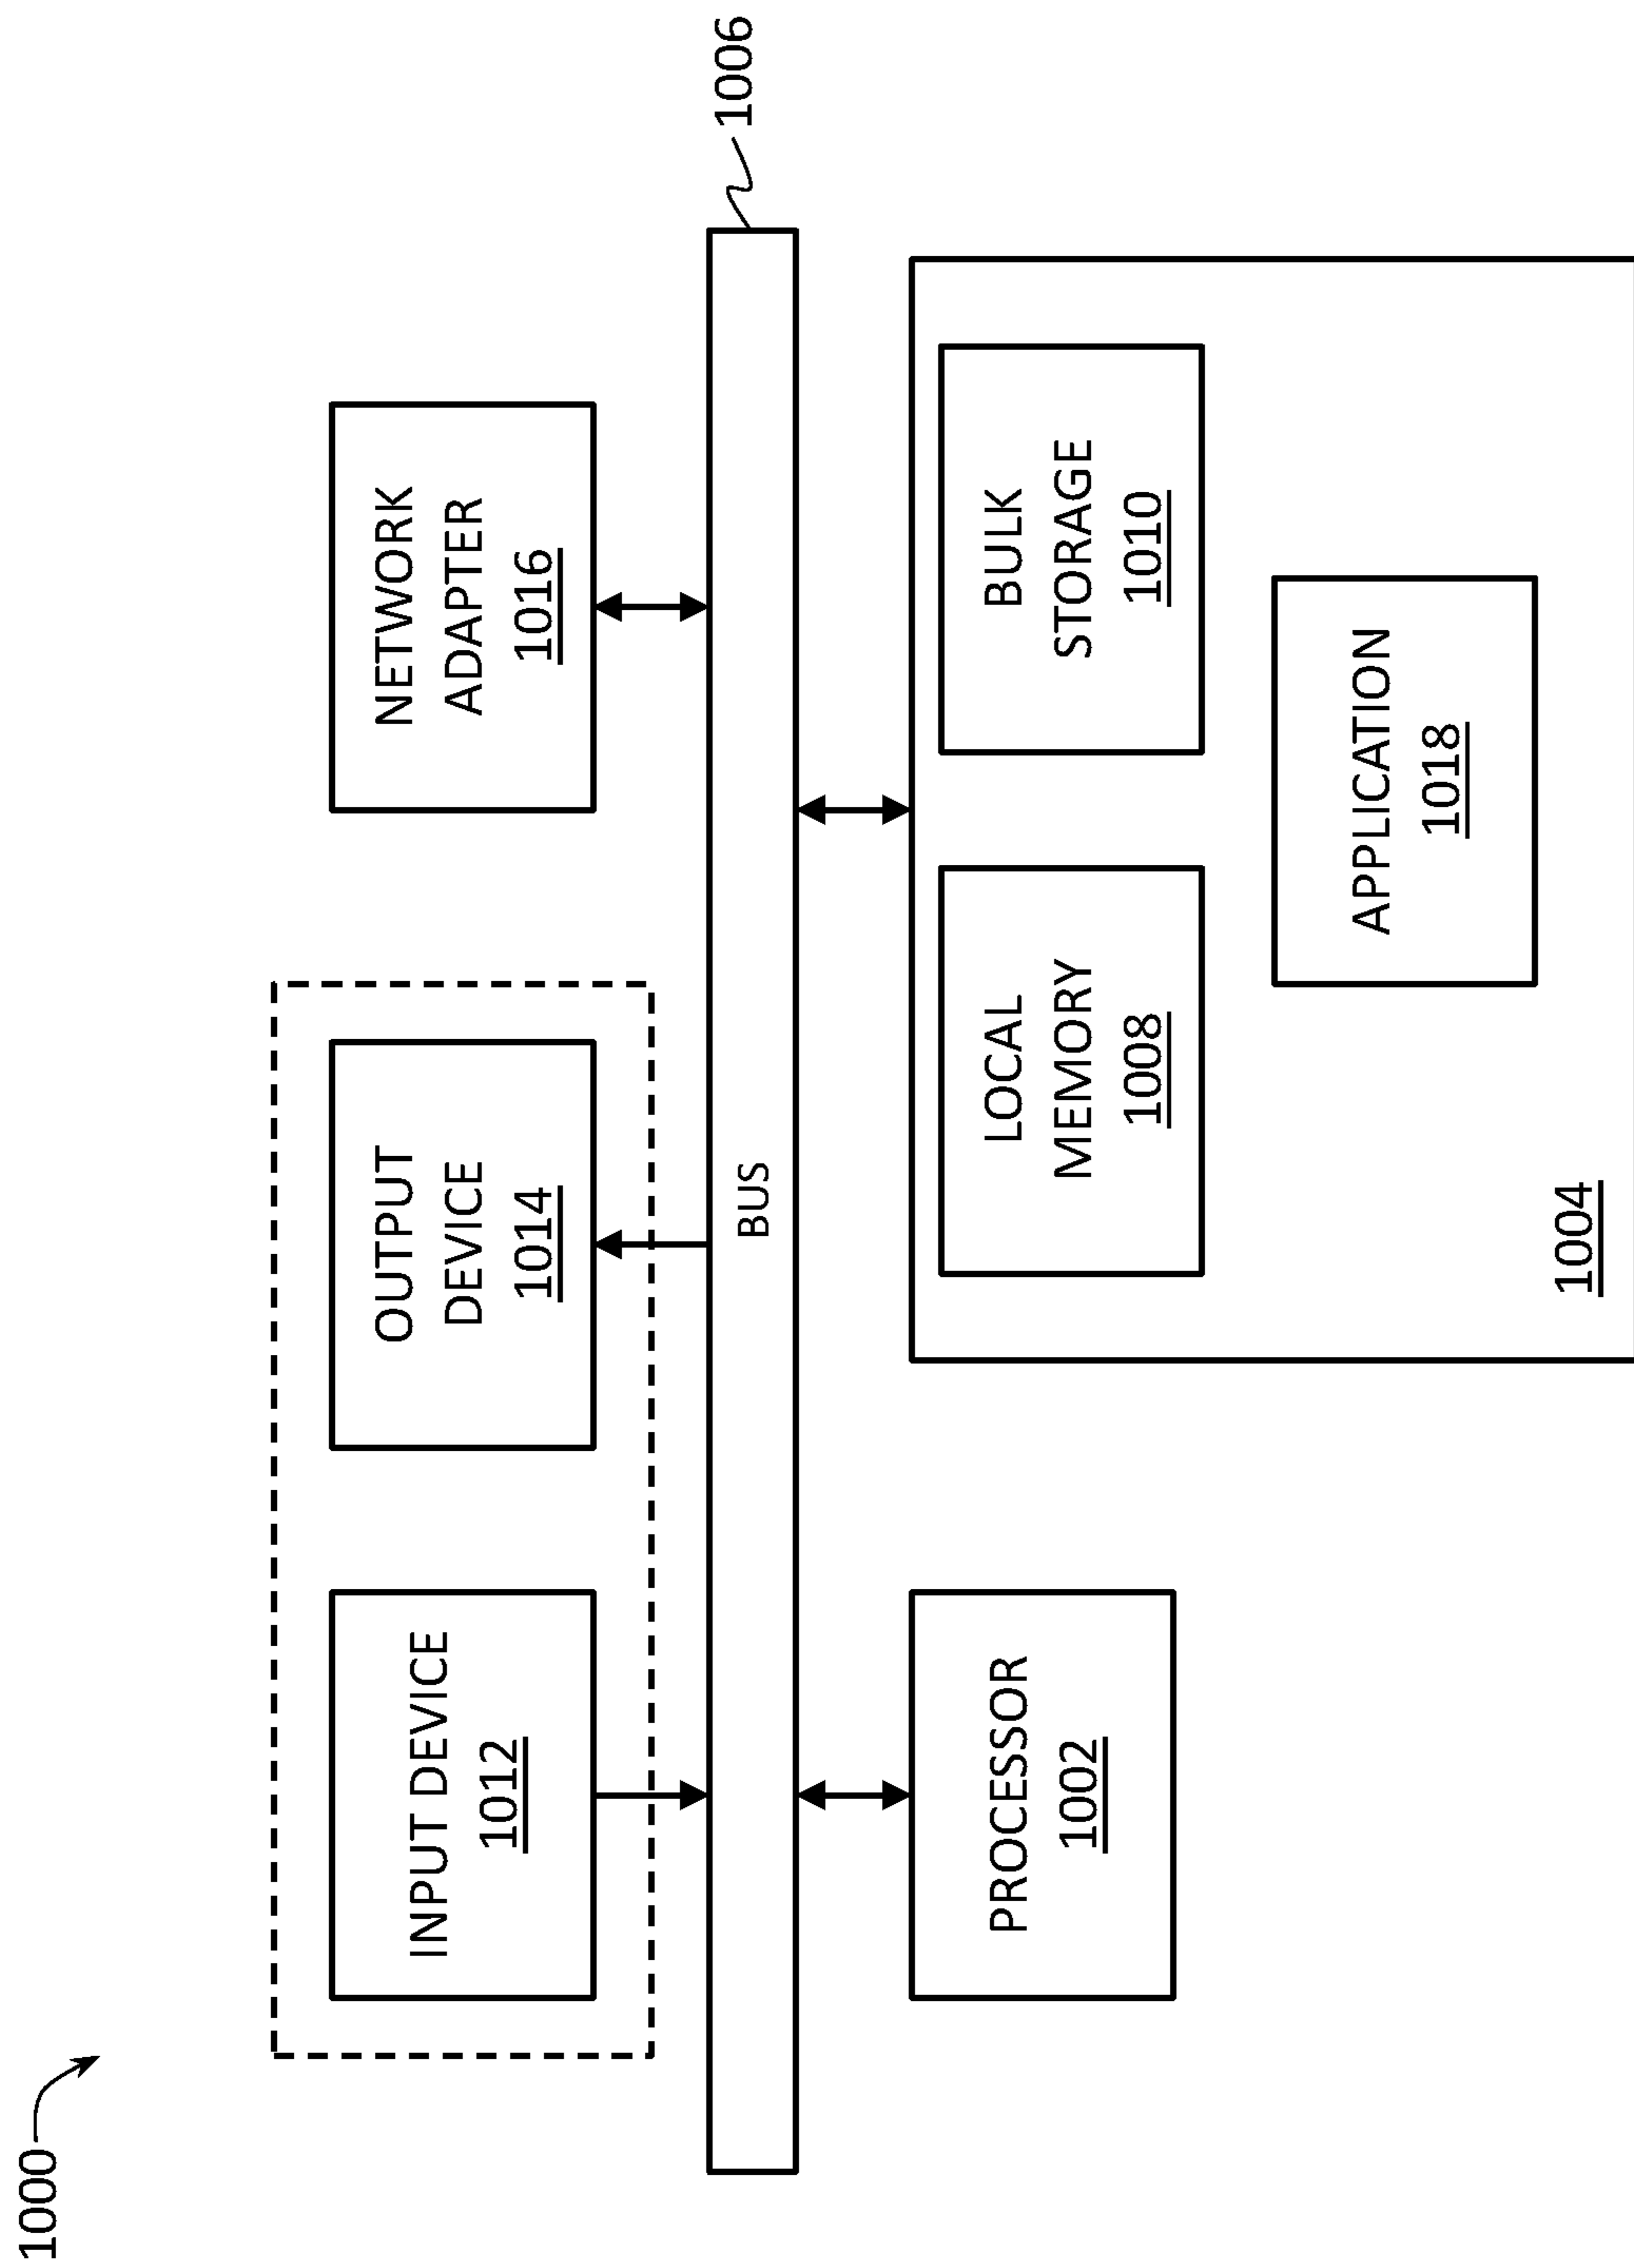 1000
INPUT DEVICE
1012
OUTPUT
DEVICE
1014
NETWORK
ADAPTER
1016
BUS
1006
PROCESSOR
1002
LOCAL
MEMORY
1008
BULK
STORAGE
1010
APPLICATION
1018
1004